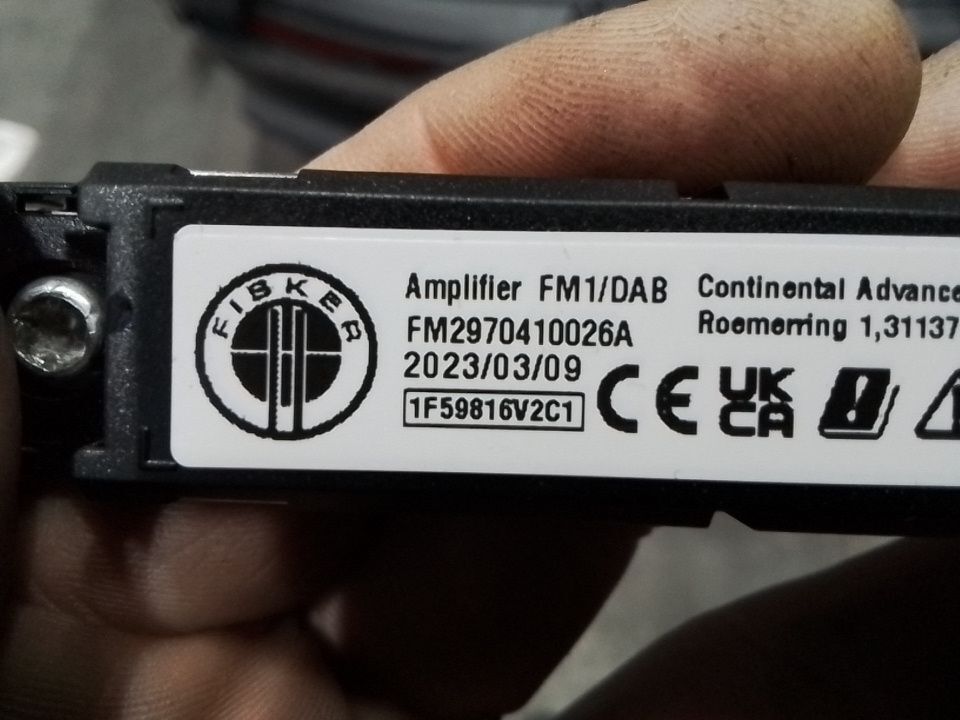 FISKER
Amplifier FM1/DAB
FM2970410026A
2023/03/09
1F59816V2C1
Continental Advance
Roemerring 1,31137
CE UK
CA